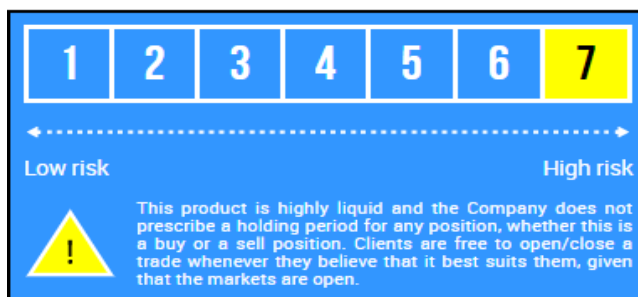 1 2 3 4 5 6 7
Low risk High risk
This product is highly liquid and the Company does not
prescribe a holding period for any position, whether this is
a buy or a sell position. Clients are free to open/close a
trade whenever they believe that it best suits them, given
that the markets are open.
!